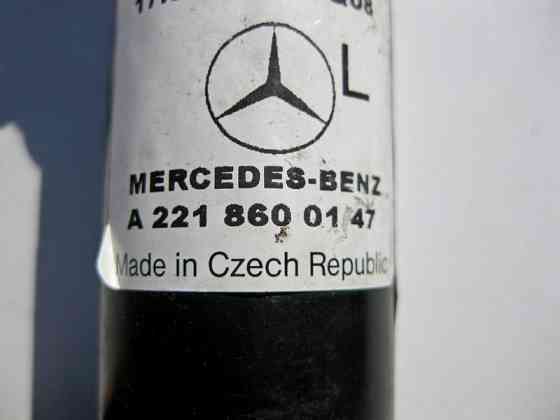 L
MERCEDES-BENZ
A 221 860 01 47
Made in Czech Republic